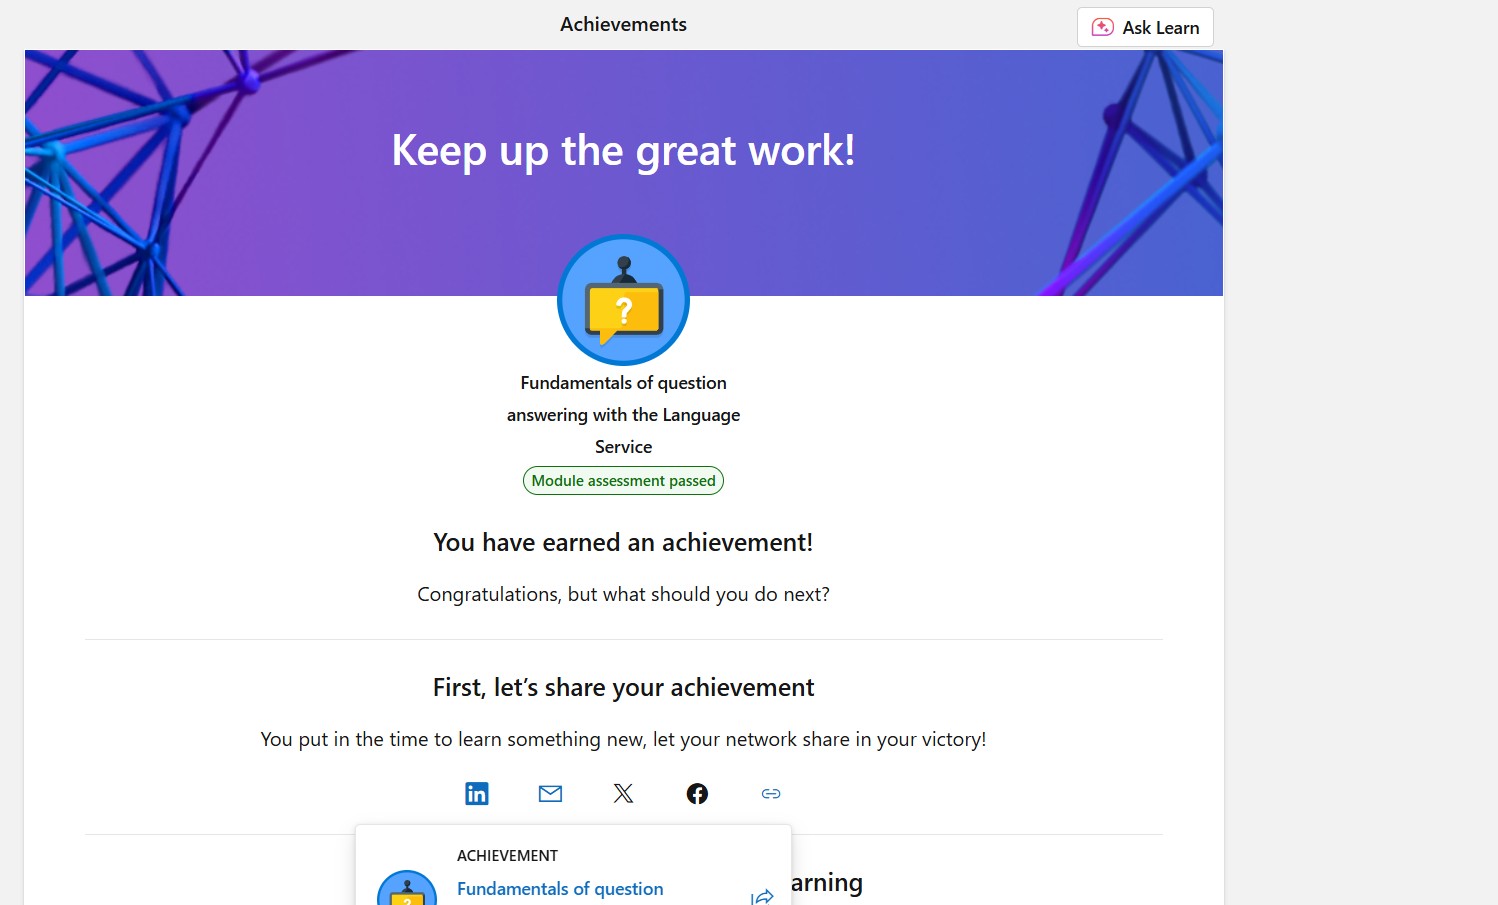 Achievements
Ask Learn
Keep up the great work!
?
Fundamentals of question
answering with the Language
Service
Module assessment passed
You have earned an achievement!
Congratulations, but what should you do next?
First, let’s share your achievement
You put in the time to learn something new, let your network share in your victory!
in
ACHIEVEMENT
Fundamentals of question
?
arning